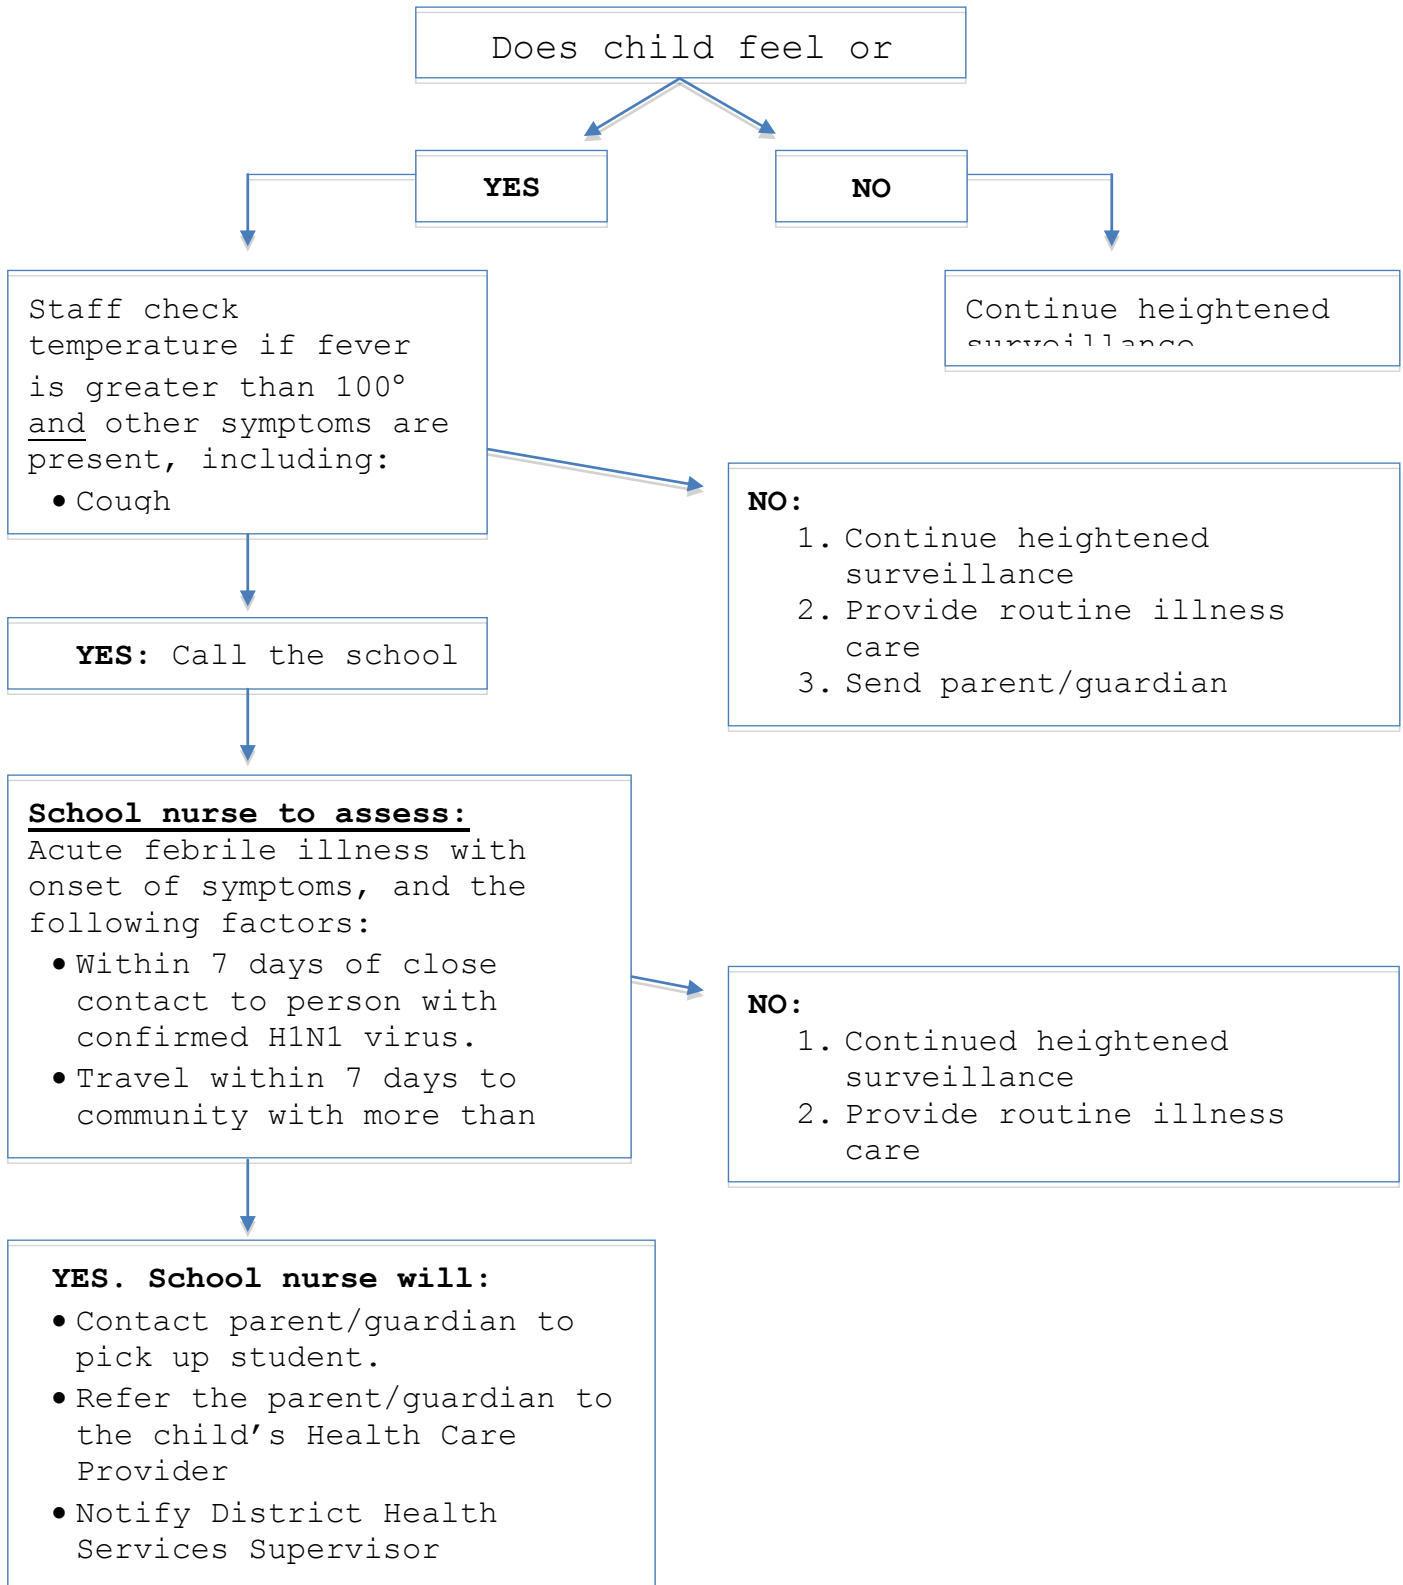 Does child feel or
YES
NO
Staff check
temperature if fever
is greater than 100°
and other symptoms are
present, including:
• Cough
Continue heightened
surveillance
NO:
1. Continue heightened
surveillance
2. Provide routine illness
care
3. Send parent/guardian
YES: Call the school
School nurse to assess:
Acute febrile illness with
onset of symptoms, and the
following factors:
• Within 7 days of close
contact to person with
confirmed H1N1 virus.
• Travel within 7 days to
community with more than
NO:
1. Continued heightened
surveillance
2. Provide routine illness
care
YES. School nurse will:
• Contact parent/guardian to
pick up student.
• Refer the parent/guardian to
the child’s Health Care
Provider
• Notify District Health
Services Supervisor